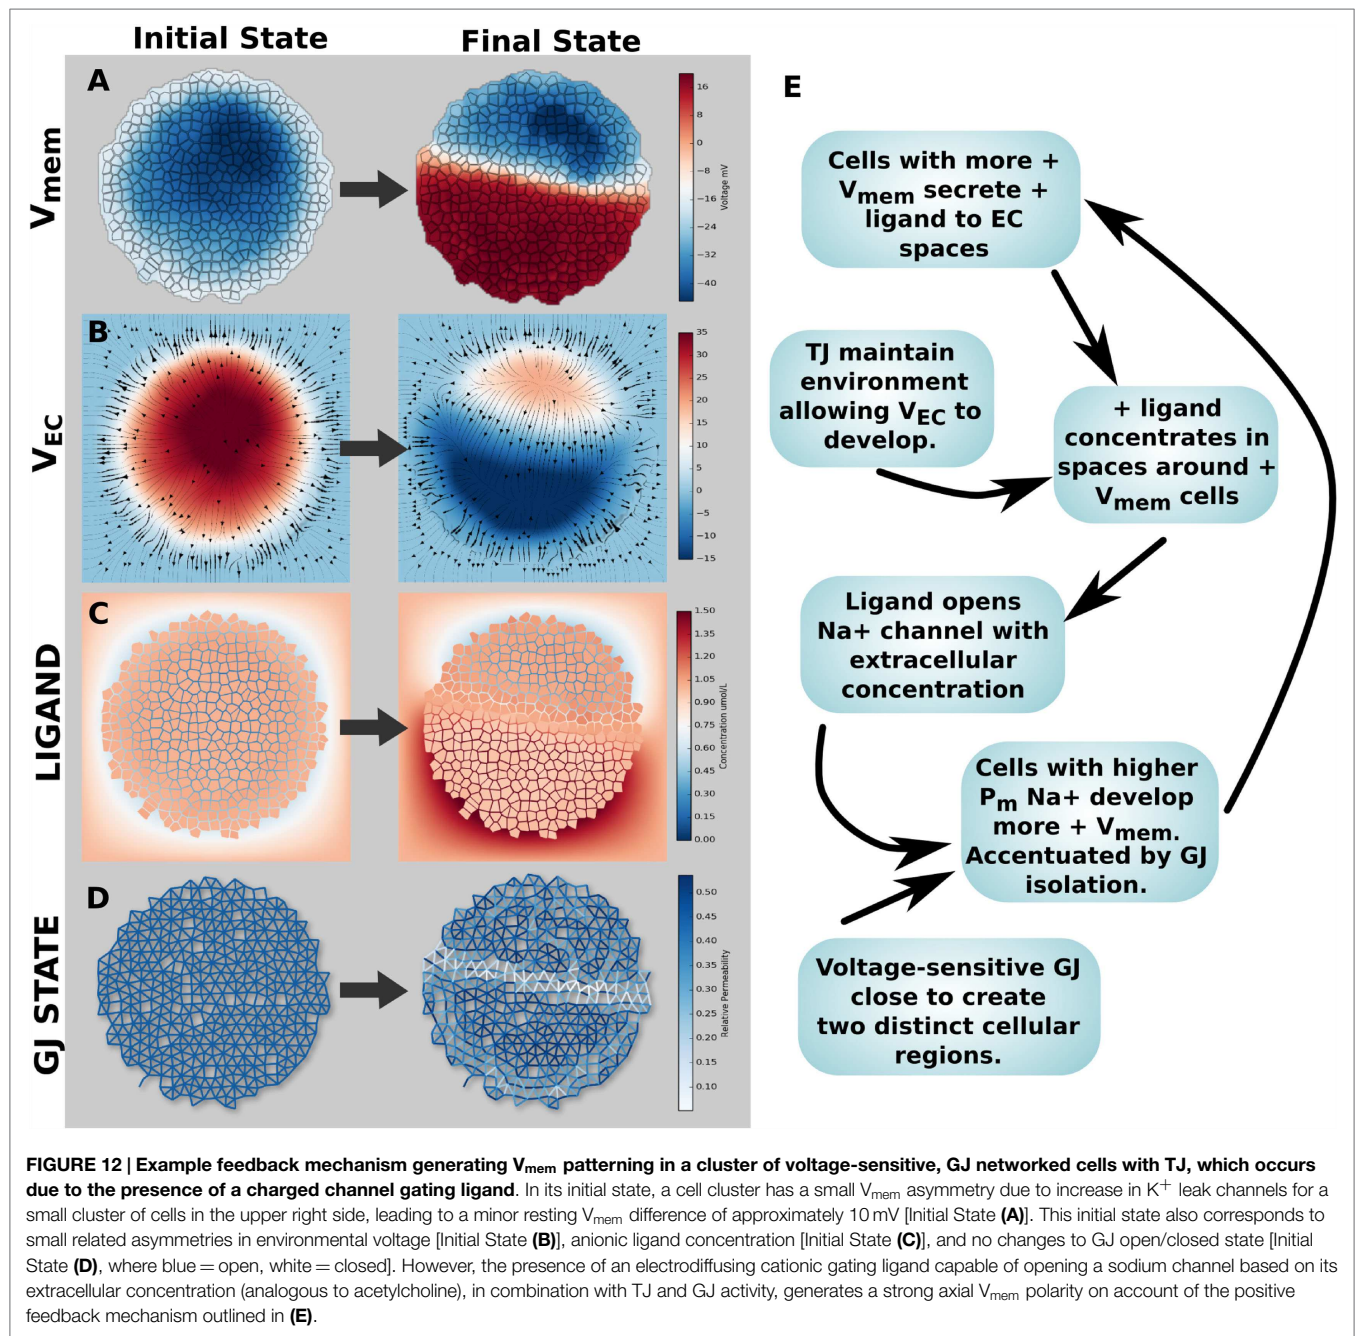 Initial State
Final State
A
Vmem
16
8
0
−8
−16
−24
−32
−40
Voltage mV
B
VEC
35
30
25
20
15
10
5
0
−5
−10
−15
C
LIGAND
1.50
1.35
1.20
1.05
0.90
0.75
0.60
0.45
0.30
0.15
0.00
Concentration umol/L
D
GJ STATE
0.50
0.45
0.40
0.35
0.30
0.25
0.20
0.15
0.10
Relative Permeability
E
Cells with more +
Vmem secrete +
ligand to EC
spaces
TJ maintain
environment
allowing VEC to
develop.
+ ligand
concentrates in
spaces around +
Vmem cells
Ligand opens
Na+ channel with
extracellular
concentration
Cells with higher
Pm Na+ develop
more + Vmem.
Accentuated by GJ
isolation.
Voltage-sensitive GJ
close to create
two distinct cellular
regions.
FIGURE 12 | Example feedback mechanism generating Vmem patterning in a cluster of voltage-sensitive, GJ networked cells with TJ, which occurs
due to the presence of a charged channel gating ligand. In its initial state, a cell cluster has a small Vmem asymmetry due to increase in K+ leak channels for a
small cluster of cells in the upper right side, leading to a minor resting Vmem difference of approximately 10 mV [Initial State (A)]. This initial state also corresponds to
small related asymmetries in environmental voltage [Initial State (B)], anionic ligand concentration [Initial State (C)], and no changes to GJ open/closed state [Initial
State (D), where blue = open, white = closed]. However, the presence of an electrodiffusing cationic gating ligand capable of opening a sodium channel based on its
extracellular concentration (analogous to acetylcholine), in combination with TJ and GJ activity, generates a strong axial Vmem polarity on account of the positive
feedback mechanism outlined in (E).